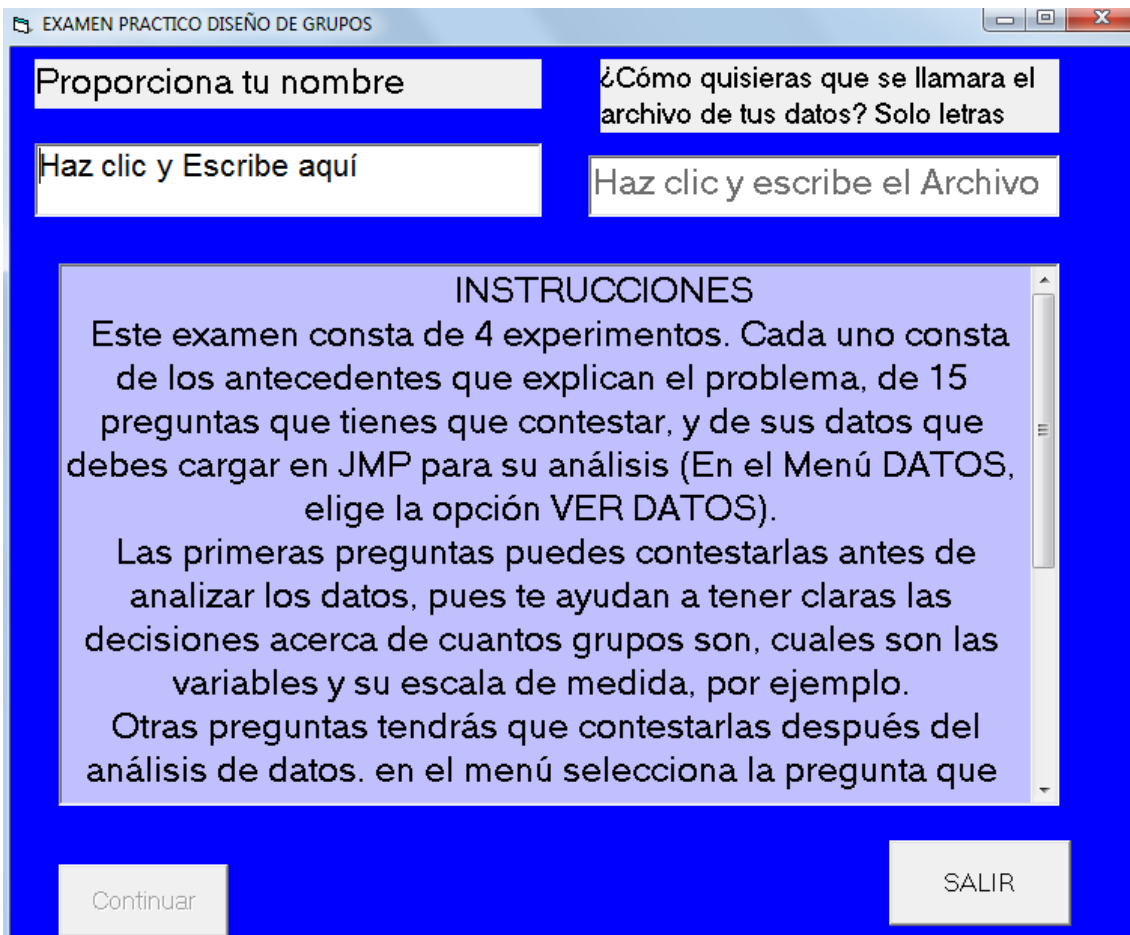 EXAMEN PRACTICO DISEÑO DE GRUPOS
Proporciona tu nombre
¿Cómo quisieras que se llamara el
archivo de tus datos? Solo letras
Haz clic y Escribe aquí
Haz clic y escribe el Archivo
INSTRUCCIONES
Este examen consta de 4 experimentos. Cada uno consta
de los antecedentes que explican el problema, de 15
preguntas que tienes que contestar, y de sus datos que
debes cargar en JMP para su análisis (En el Menú DATOS,
elige la opción VER DATOS).
Las primeras preguntas puedes contestarlas antes de
analizar los datos, pues te ayudan a tener claras las
decisiones acerca de cuantos grupos son, cuales son las
variables y su escala de medida, por ejemplo.
Otras preguntas tendrás que contestarlas después del
análisis de datos. en el menú selecciona la pregunta que
Continuar
SALIR